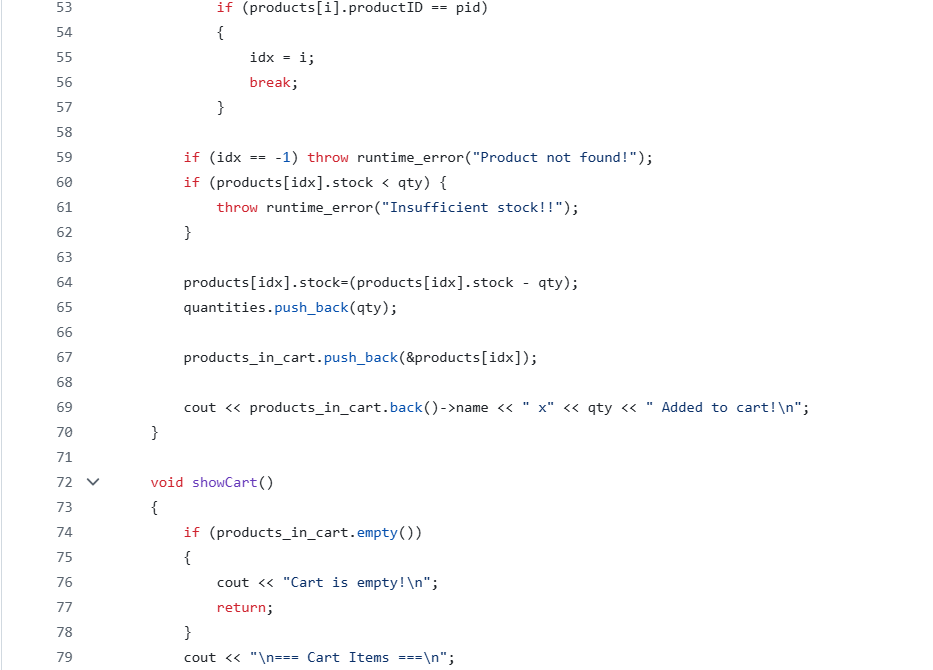 53 if (products[i].productID == pid)
54 {
55 idx = i;
56 break;
57 }
58
59 if (idx == -1) throw runtime_error("Product not found!");
60 if (products[idx].stock < qty) {
61 throw runtime_error("Insufficient stock!!");
62 }
63
64 products[idx].stock=(products[idx].stock - qty);
65 quantities.push_back(qty);
66
67 products_in_cart.push_back(&products[idx]);
68
69 cout << products_in_cart.back()->name << " x" << qty << " Added to cart!\n";
70 }
71
72 void showCart()
73 {
74 if (products_in_cart.empty())
75 {
76 cout << "Cart is empty!\n";
77 return;
78 }
79 cout << "\n=== Cart Items ===\n";